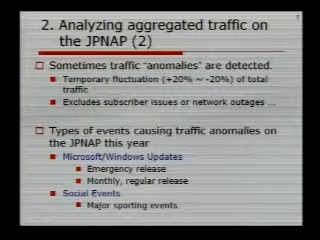 2. Analyzing aggregated traffic on
the JPNAP (2)
Sometimes traffic "anomalies" are detected.
Temporary fluctuation (+20% ~ -20%) of total
traffic
Excludes subscriber issues or network outages ...
Types of events causing traffic anomalies on
the JPNAP this year
Microsoft/Windows Updates
Emergency release
Monthly, regular release
Social Events
Major sporting events